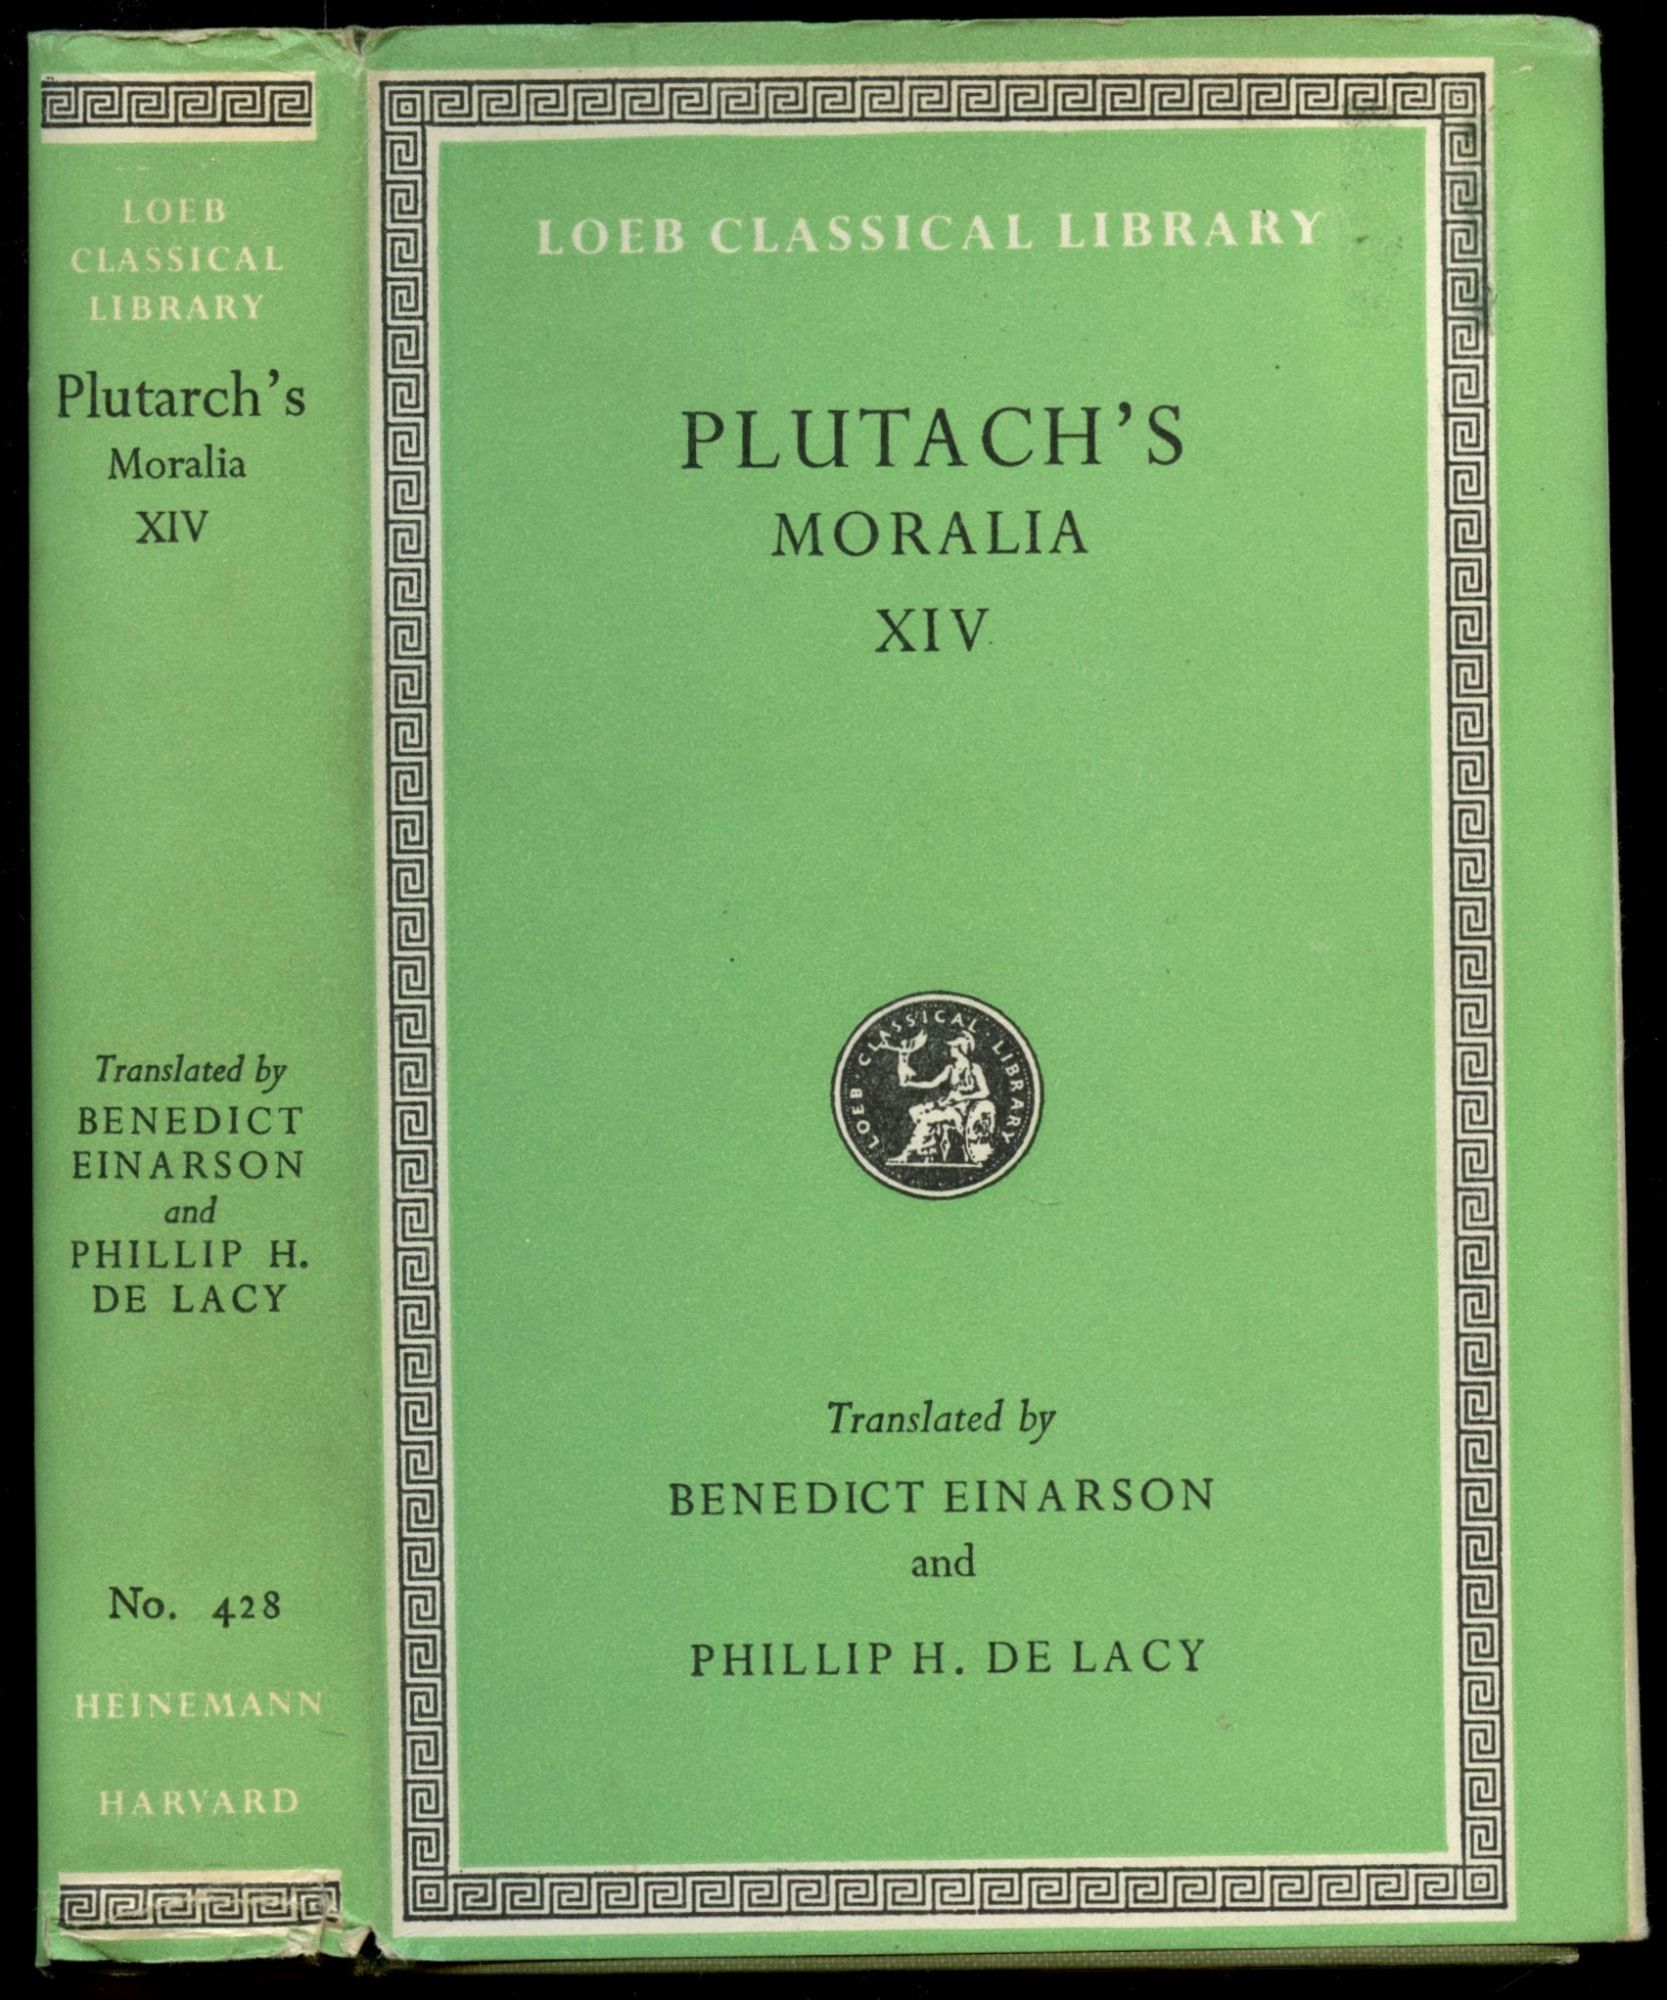 LOEB
CLASSICAL
LIBRARY
Plutarch's
Moralia
XIV
Translated by
BENEDICT
EINARSON
and
PHILLIP H.
DE LACY
No. 428
HEINEMANN
HARVARD
LOEB CLASSICAL LIBRARY
PLUTACH'S
MORALIA
XIV
LOEB CLASSICAL LIBRARY
Translated by
BENEDICT EINARSON
and
PHILLIP H. DE LACY